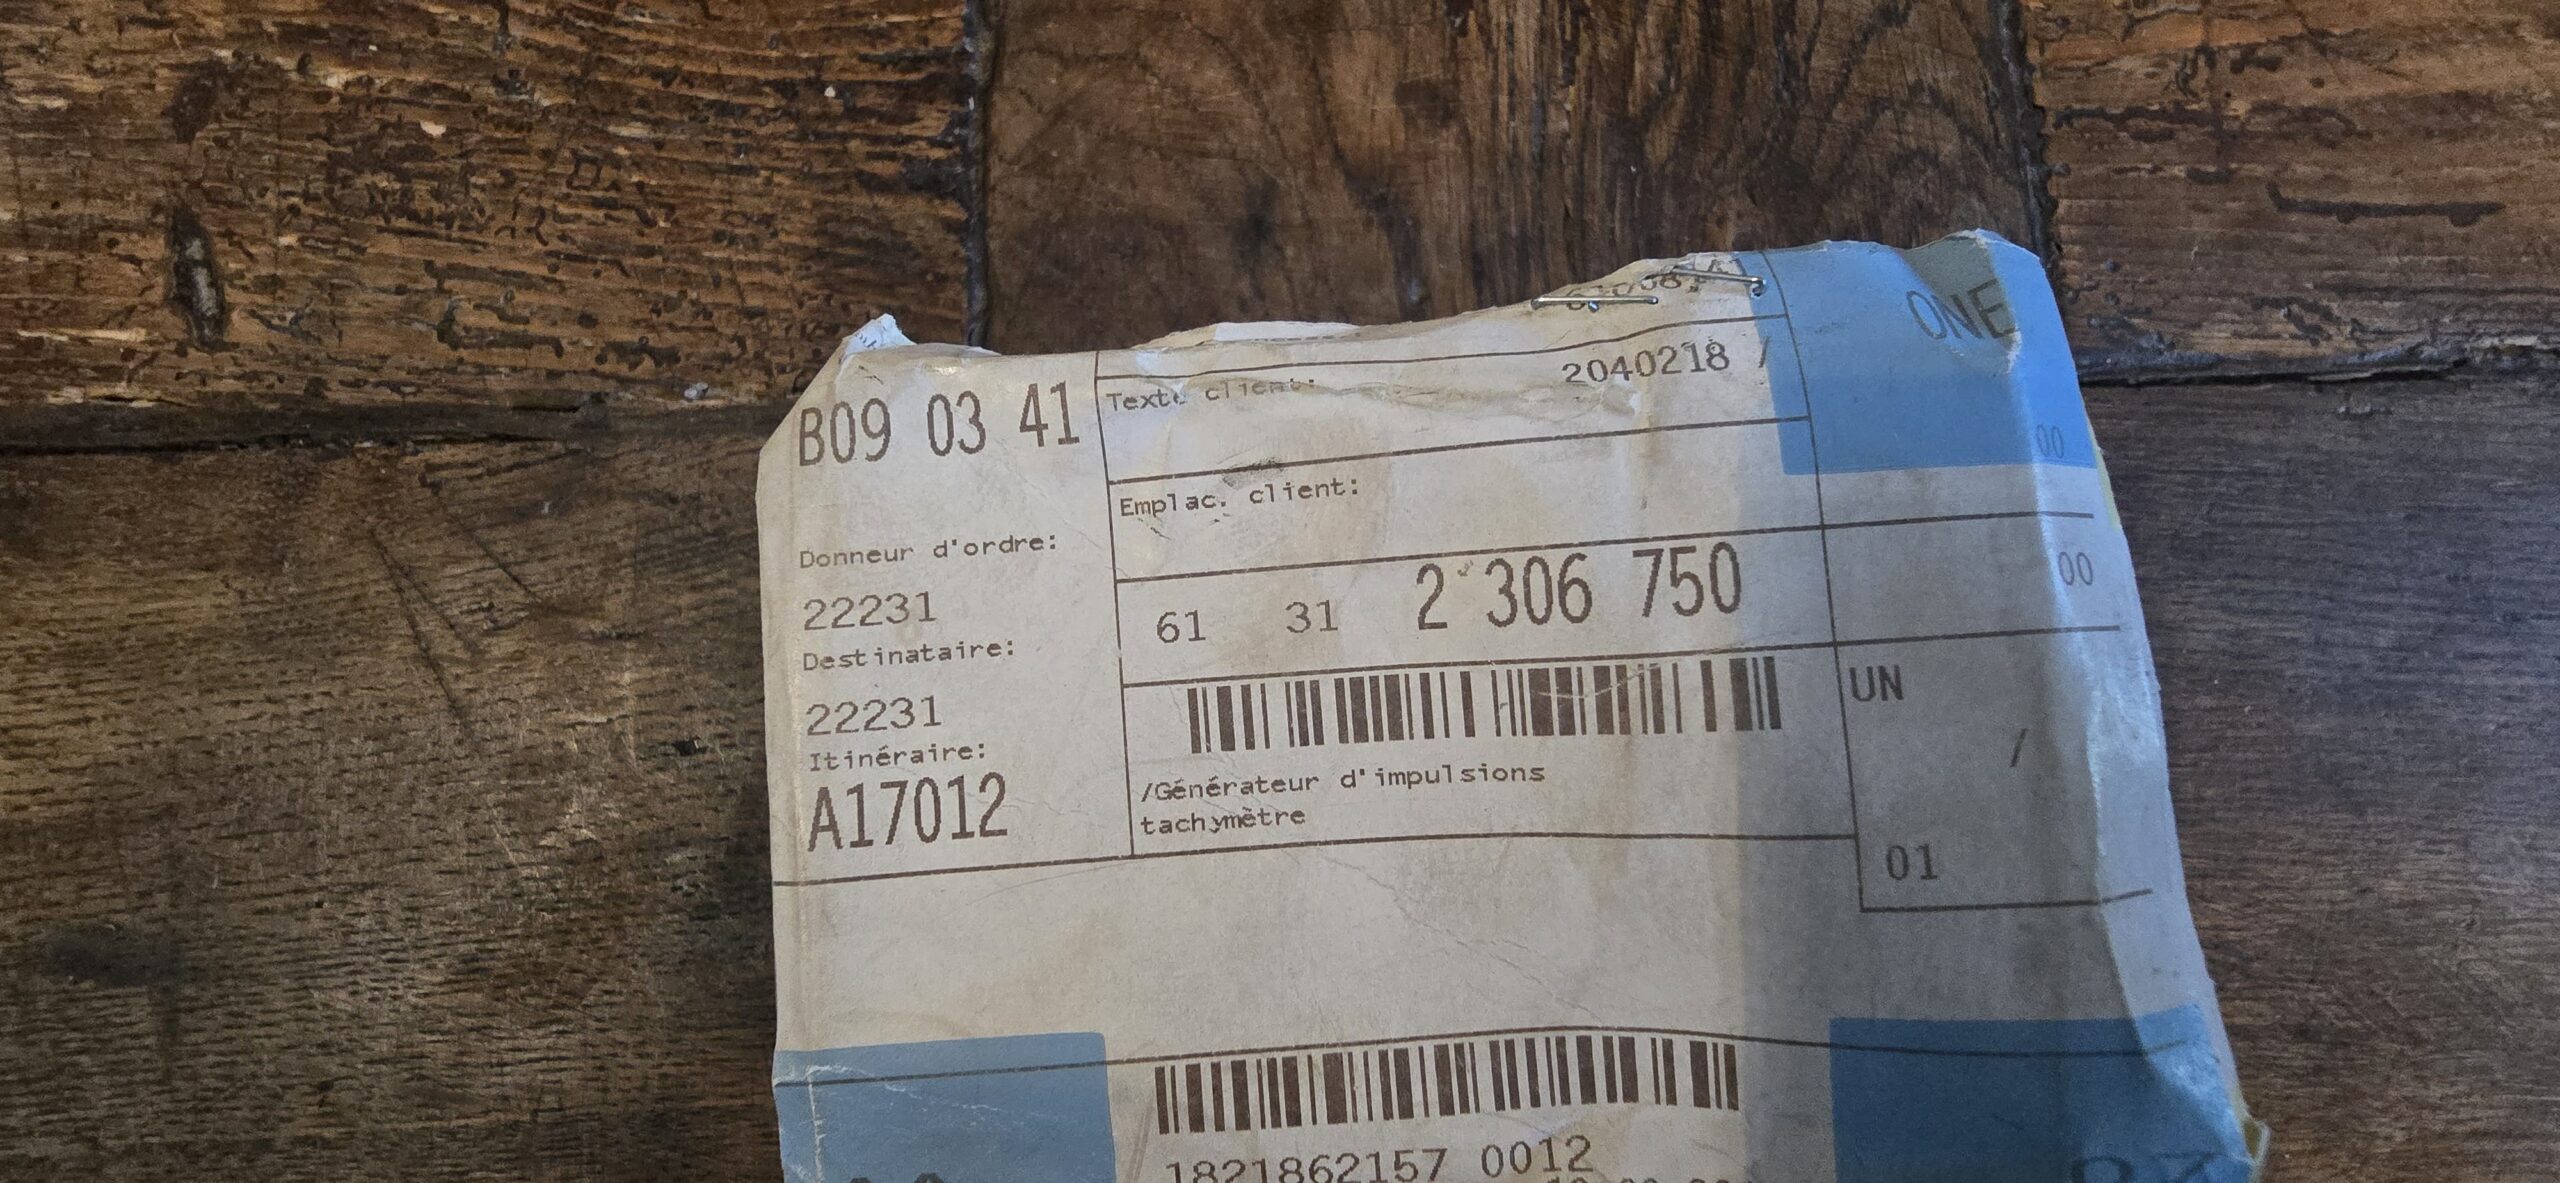 ONE
B09 03 41
Texte client:
2040218 /
00
Emplac. client:
Donneur d'ordre:
22231
61 31 2 306 750
00
Destinataire:
22231
UN
/
Itinéraire:
A17012
/Générateur d'impulsions
tachymètre
01
1821862157 0012